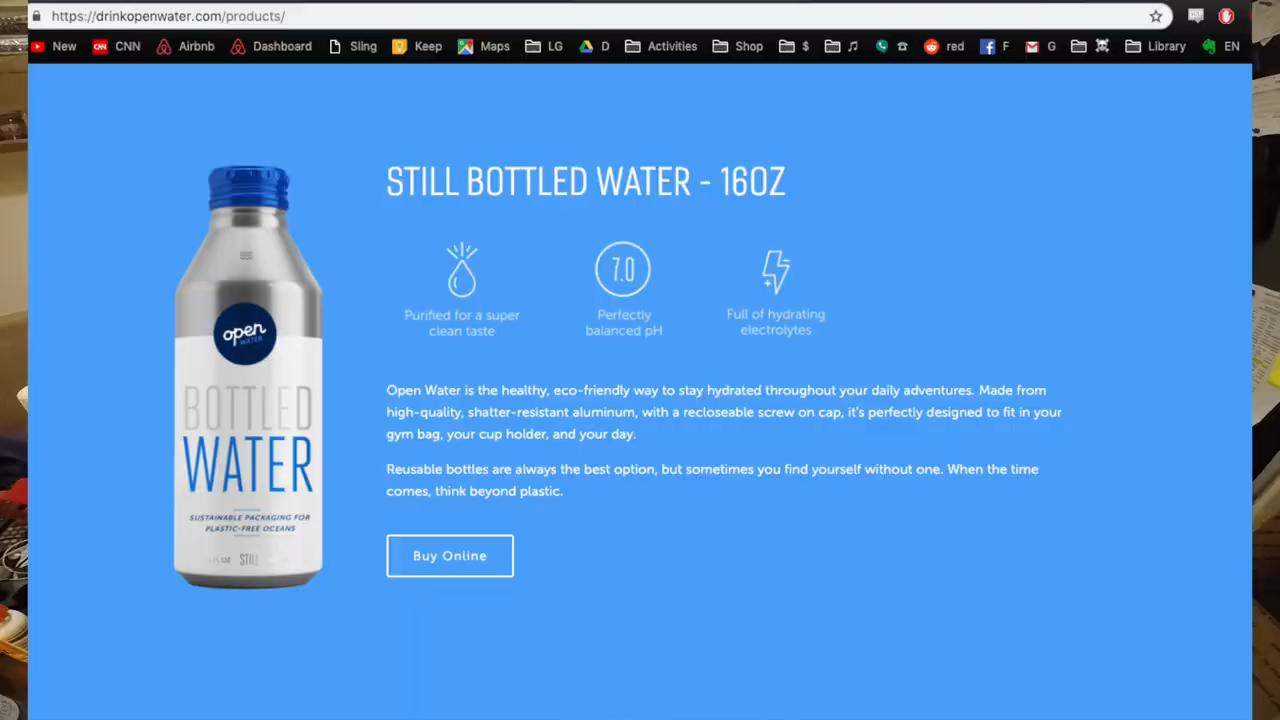 https://drinkopenwater.com/products/
New CNN Airbnb Dashboard Sling Keep Maps LG D Activities Shop $ red F G Library EN
STILL BOTTLED WATER - 16OZ
7.0
Purified for a super
clean taste
Perfectly
balanced pH
Full of hydrating
electrolytes
Open Water is the healthy, eco-friendly way to stay hydrated throughout your daily adventures. Made from
high-quality, shatter-resistant aluminum, with a recloseable screw on cap, it's perfectly designed to fit in your
gym bag, your cup holder, and your day.
Reusable bottles are always the best option, but sometimes you find yourself without one. When the time
comes, think beyond plastic.
Buy Online
open
WATER
BOTTLED
WATER
SUSTAINABLE PACKAGING FOR
PLASTIC-FREE OCEANS
OZ STILL